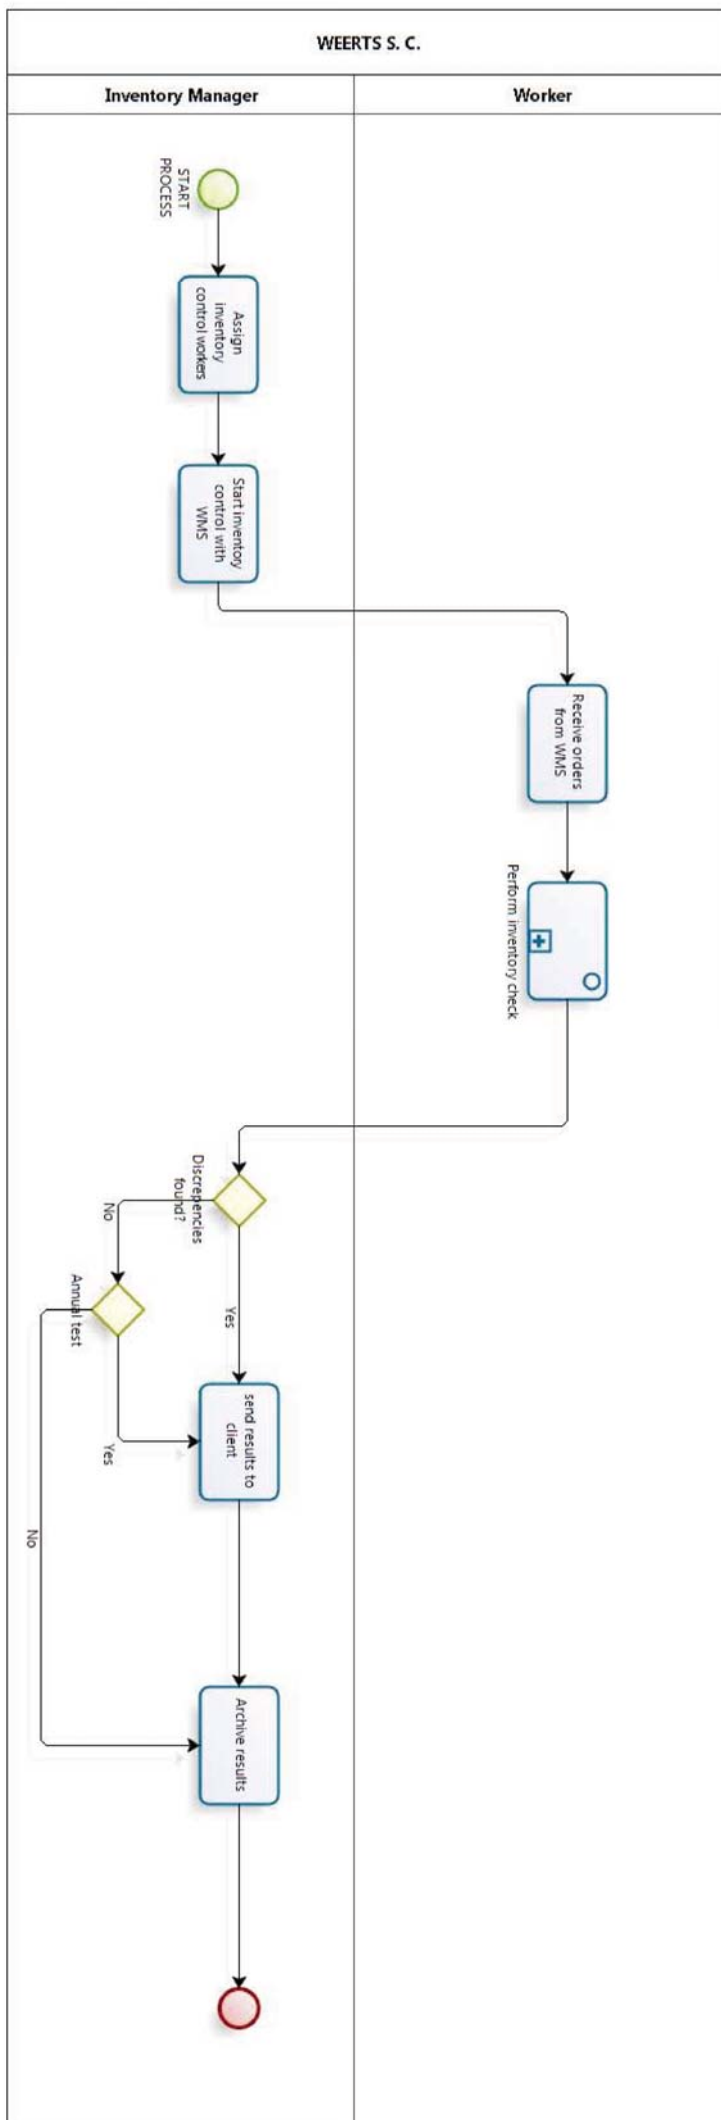 WEERTS S. C.
Inventory Manager
Worker
START
PROCESS
Assign
inventory
control workers
Start inventory
control with
WMS
Receive orders
from WMS
Perform inventory check
Discrepencies
found?
No
Yes
Annual test
Yes
No
send results to
client
Archive results